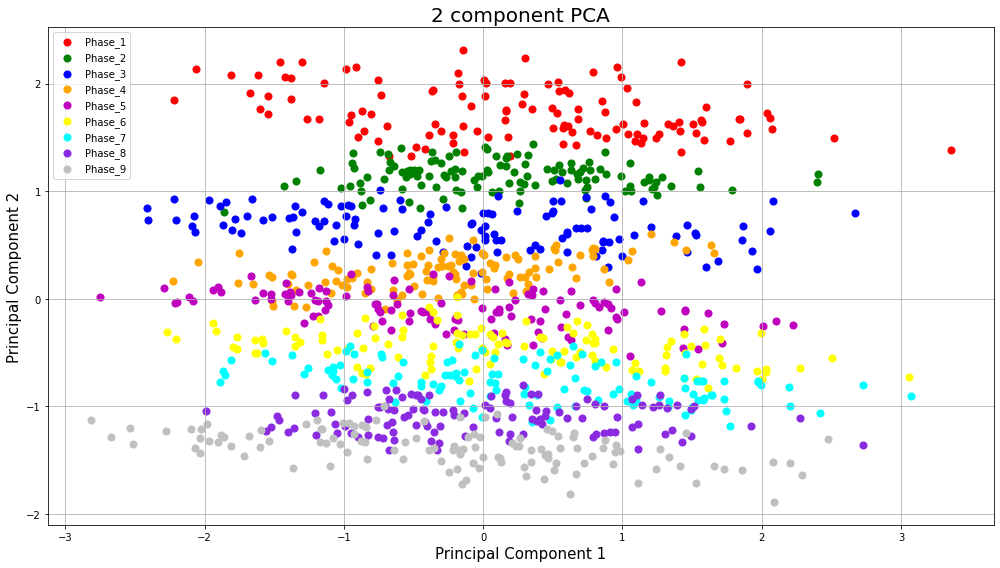 2 component PCA
Phase_1
Phase_2
Phase_3
Phase_4
Phase_5
Phase_6
Phase_7
Phase_8
Phase_9
Principal Component 2
2
1
0
−1
−2
−3
−2
−1
0
1
2
3
Principal Component 1